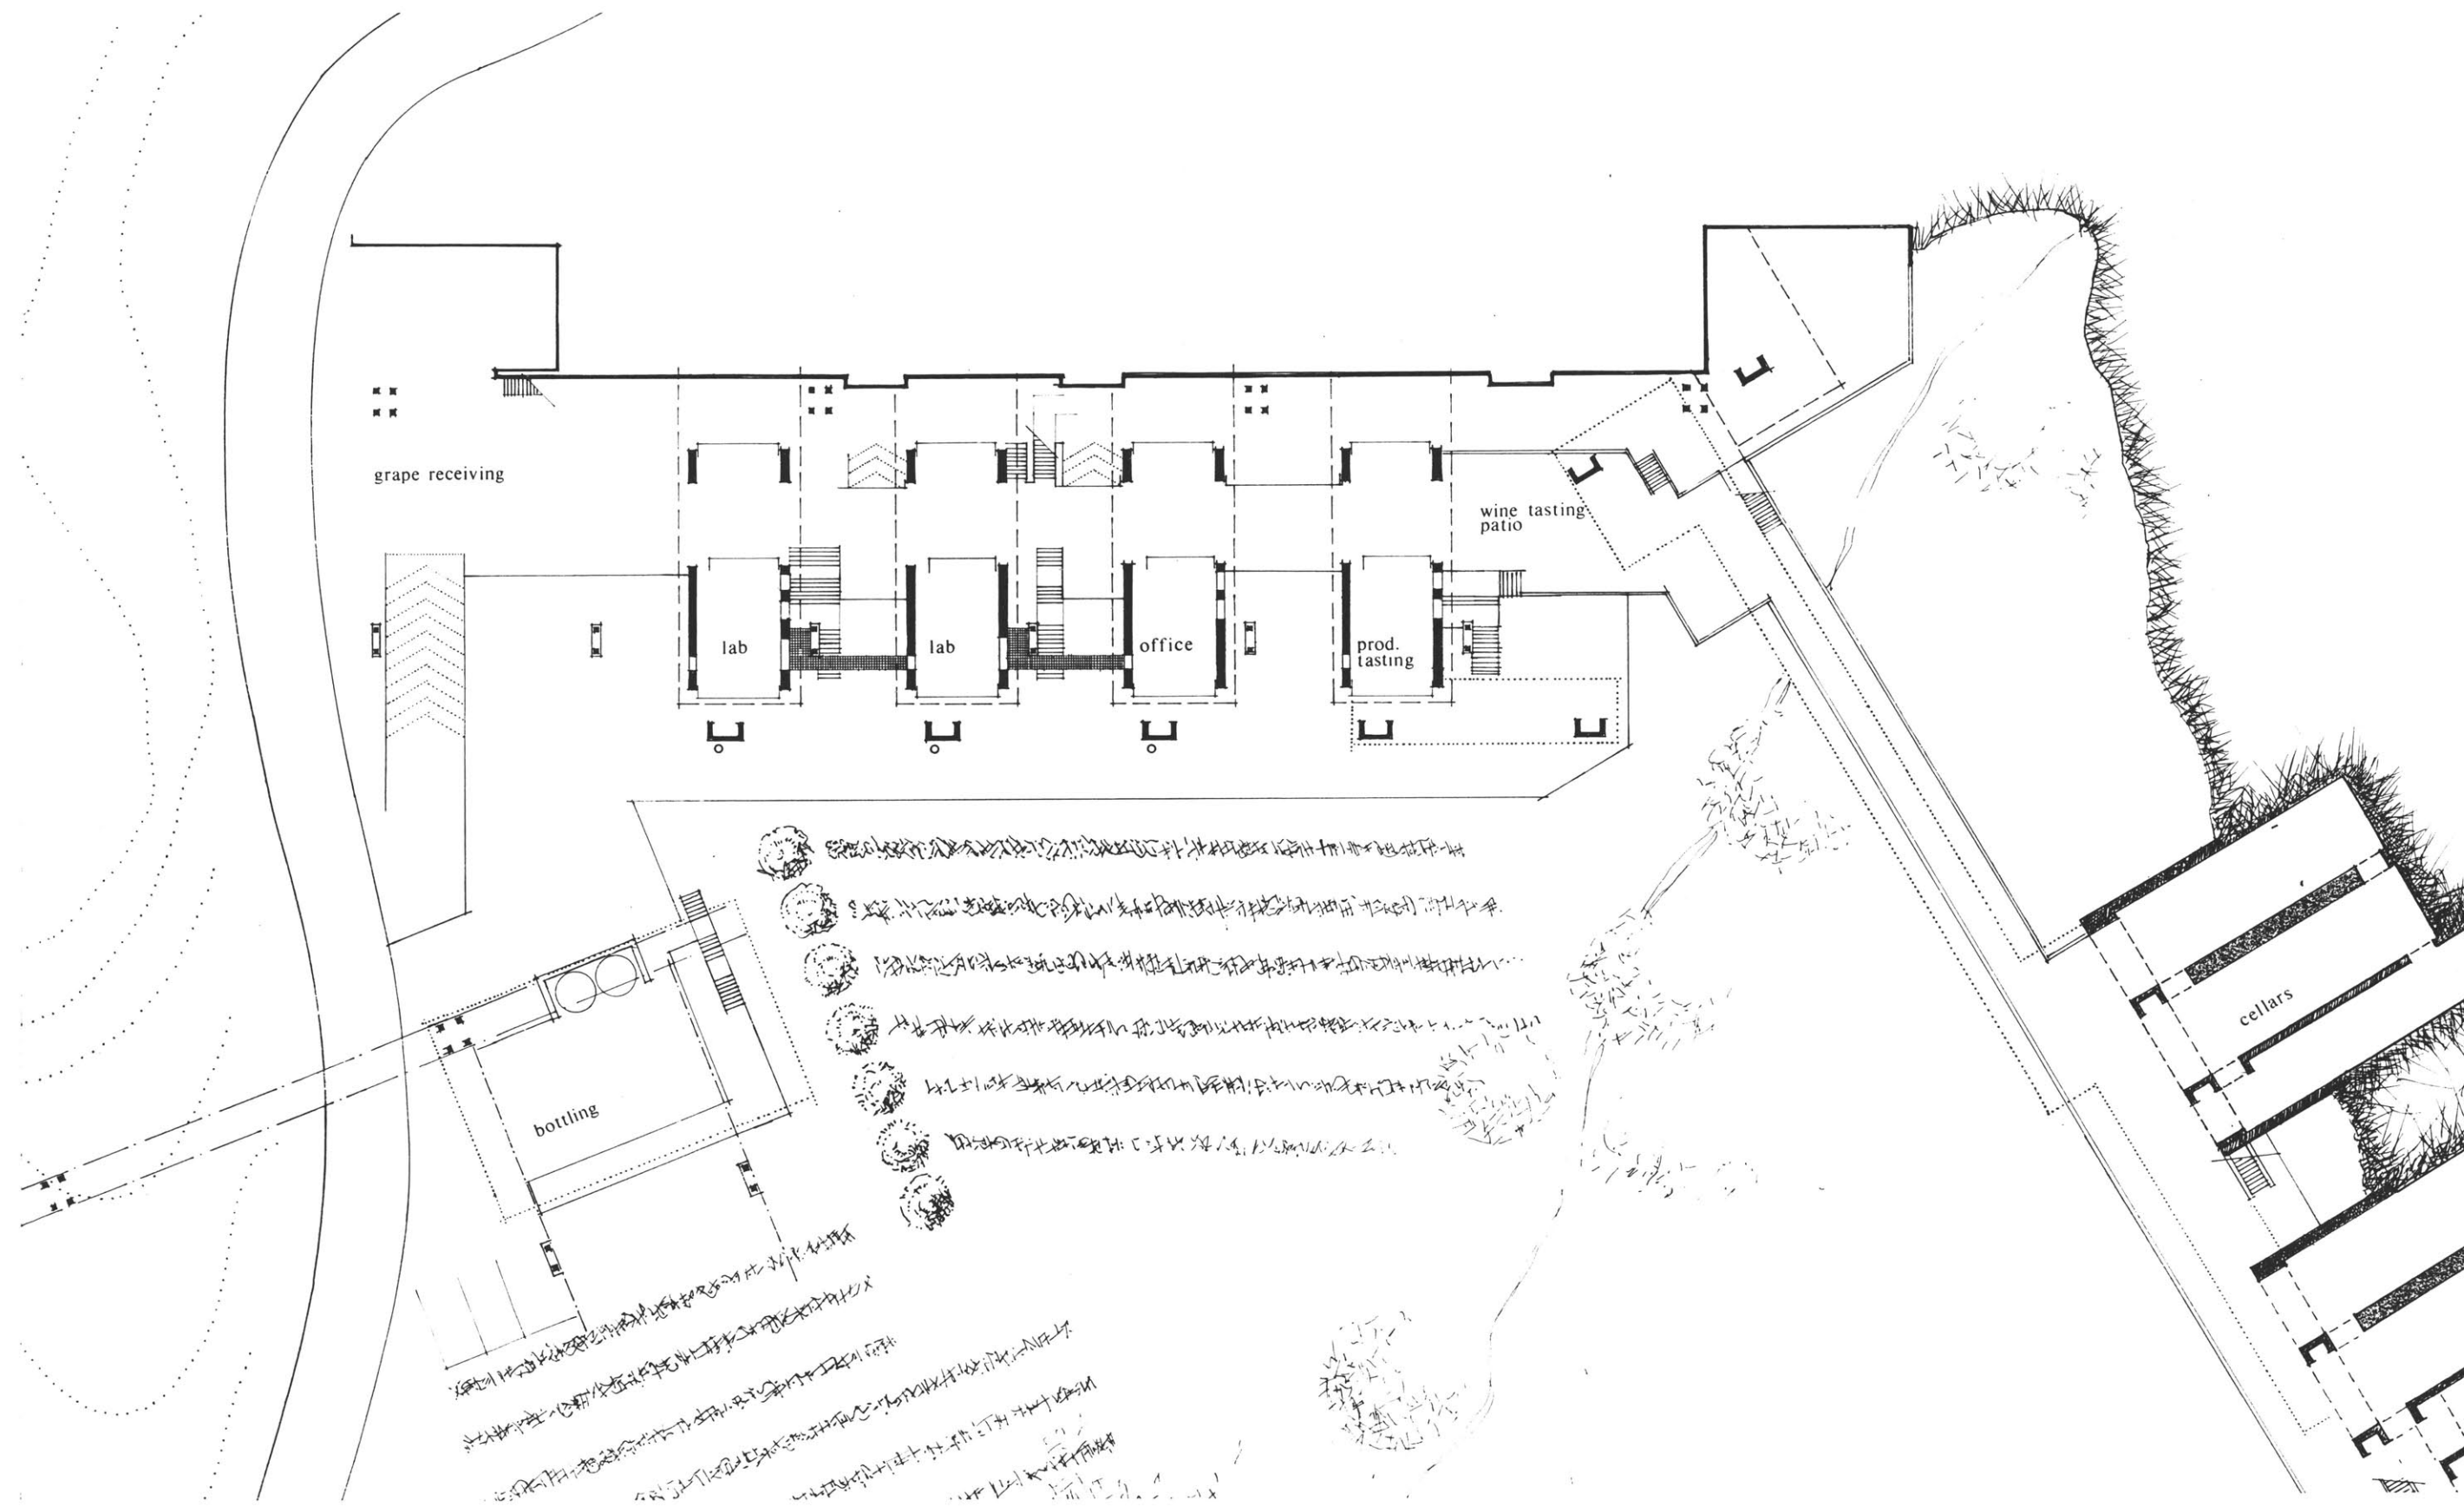 grape receiving
wine tasting
patio
lab
lab
office
prod.
tasting
cellars
bottling